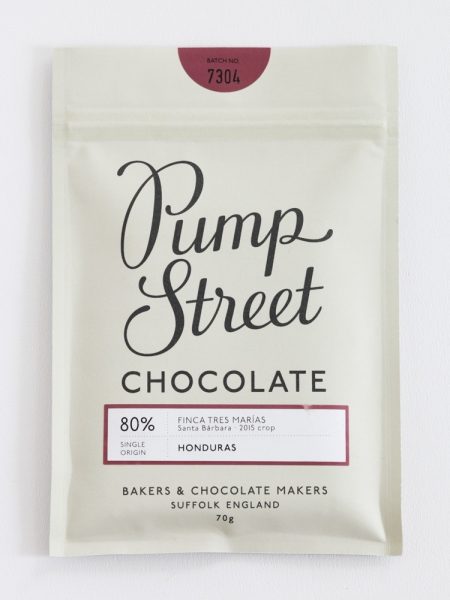 BATCH NO.
7304
Pump
Street
CHOCOLATE
80% FINCA TRES MARÍAS
Santa Bárbara - 2015 crop
SINGLE
ORIGIN
HONDURAS
BAKERS & CHOCOLATE MAKERS
SUFFOLK ENGLAND
70g